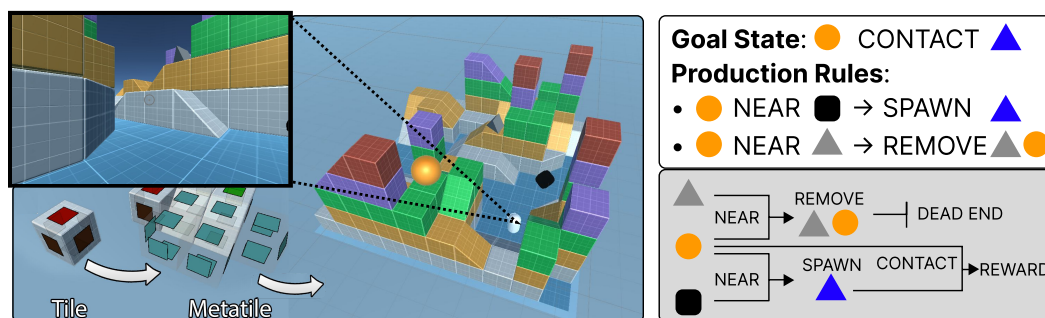 Goal State: CONTACT
Production Rules:
• NEAR → SPAWN
• NEAR → REMOVE
REMOVE
NEAR
DEAD END
SPAWN
CONTACT
NEAR
REWARD
Tile
Metatile